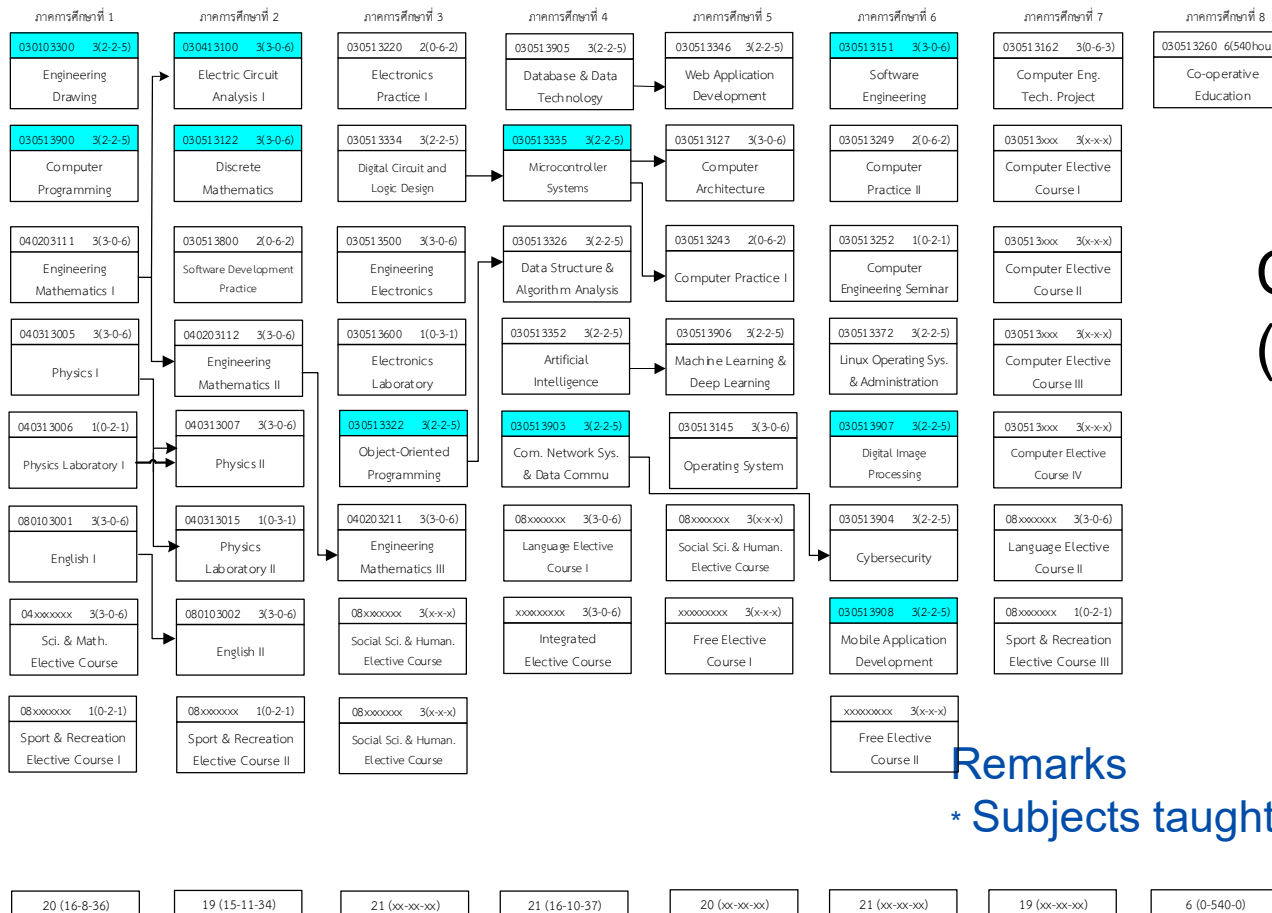 ภาคการศึกษาที่ 1
ภาคการศึกษาที่ 2
ภาคการศึกษาที่ 3
ภาคการศึกษาที่ 4
ภาคการศึกษาที่ 5
ภาคการศึกษาที่ 6
ภาคการศึกษาที่ 7
ภาคการศึกษาที่ 8
030103300 3(2-2-5)
Engineering
Drawing
030413100 3(3-0-6)
Electric Circuit
Analysis I
030513220 2(0-6-2)
Electronics
Practice I
030513905 3(2-2-5)
Database & Data
Technology
030513346 3(2-2-5)
Web Application
Development
030513151 3(3-0-6)
Software
Engineering
030513162 3(0-6-3)
Computer Eng.
Tech. Project
030513260 6(540hou
Co-operative
Education
030513900 3(2-2-5)
Computer
Programming
030513122 3(3-0-6)
Discrete
Mathematics
030513334 3(2-2-5)
Digital Circuit and
Logic Design
030513335 3(2-2-5)
Microcontroller
Systems
030513127 3(3-0-6)
Computer
Architecture
030513249 2(0-6-2)
Computer
Practice II
030513xxx 3(x-x-x)
Computer Elective
Course I
040203111 3(3-0-6)
Engineering
Mathematics I
030513800 2(0-6-2)
Software Development
Practice
030513500 3(3-0-6)
Engineering
Electronics
030513326 3(2-2-5)
Data Structure &
Algorithm Analysis
030513243 2(0-6-2)
Computer Practice I
030513252 1(0-2-1)
Computer
Engineering Seminar
030513xxx 3(x-x-x)
Computer Elective
Course II
040313005 3(3-0-6)
Physics I
040203112 3(3-0-6)
Engineering
Mathematics II
030513600 1(0-3-1)
Electronics
Laboratory
030513352 3(2-2-5)
Artificial
Intelligence
030513906 3(2-2-5)
Machine Learning &
Deep Learning
030513372 3(2-2-5)
Linux Operating Sys.
& Administration
030513xxx 3(x-x-x)
Computer Elective
Course III
(
040313006 1(0-2-1)
Physics Laboratory I
040313007 3(3-0-6)
Physics II
030513322 3(2-2-5)
Object-Oriented
Programming
030513903 3(2-2-5)
Com. Network Sys.
& Data Commu
030513145 3(3-0-6)
Operating System
030513907 3(2-2-5)
Digital Image
Processing
030513xxx 3(x-x-x)
Computer Elective
Course IV
080103001 3(3-0-6)
English I
040313015 1(0-3-1)
Physics
Laboratory II
040203211 3(3-0-6)
Engineering
Mathematics III
08xxxxxxx 3(3-0-6)
Language Elective
Course I
08xxxxxxx 3(x-x-x)
Social Sci. & Human.
Elective Course
030513904 3(2-2-5)
Cybersecurity
08xxxxxxx 3(3-0-6)
Language Elective
Course II
04xxxxxxx 3(3-0-6)
Sci. & Math.
Elective Course
080103002 3(3-0-6)
English II
08xxxxxxx 3(x-x-x)
Social Sci. & Human.
Elective Course
xxxxxxxxx 3(3-0-6)
Integrated
Elective Course
xxxxxxxxx 3(x-x-x)
Free Elective
Course I
030513908 3(2-2-5)
Mobile Application
Development
08xxxxxxx 1(0-2-1)
Sport & Recreation
Elective Course III
08xxxxxxx 1(0-2-1)
Sport & Recreation
Elective Course I
08xxxxxxx 1(0-2-1)
Sport & Recreation
Elective Course II
08xxxxxxx 3(x-x-x)
Social Sci. & Human.
Elective Course
xxxxxxxxx 3(x-x-x)
Free Elective
Course II
Remarks
* Subjects taught
20 (16-8-36)
19 (15-11-34)
21 (xx-xx-xx)
21 (16-10-37)
20 (xx-xx-xx)
21 (xx-xx-xx)
19 (xx-xx-xx)
6 (0-540-0)